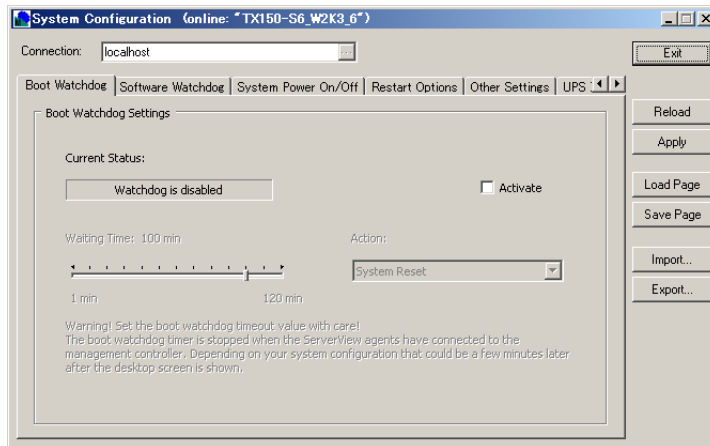 System Configuration (online: "TX150-S6_W2K3_6")
Connection: localhost ...
Exit
Boot Watchdog Software Watchdog System Power On/Off Restart Options Other Settings UPS
Boot Watchdog Settings
Reload
Apply
Current Status:
Watchdog is disabled
Activate
Load Page
Save Page
Waiting Time: 100 min
Action:
System Reset
1 min
120 min
Import...
Export...
Warning! Set the boot watchdog timeout value with care!
The boot watchdog timer is stopped when the ServerView agents have connected to the
management controller. Depending on your system configuration that could be a few minutes later
after the desktop screen is shown.